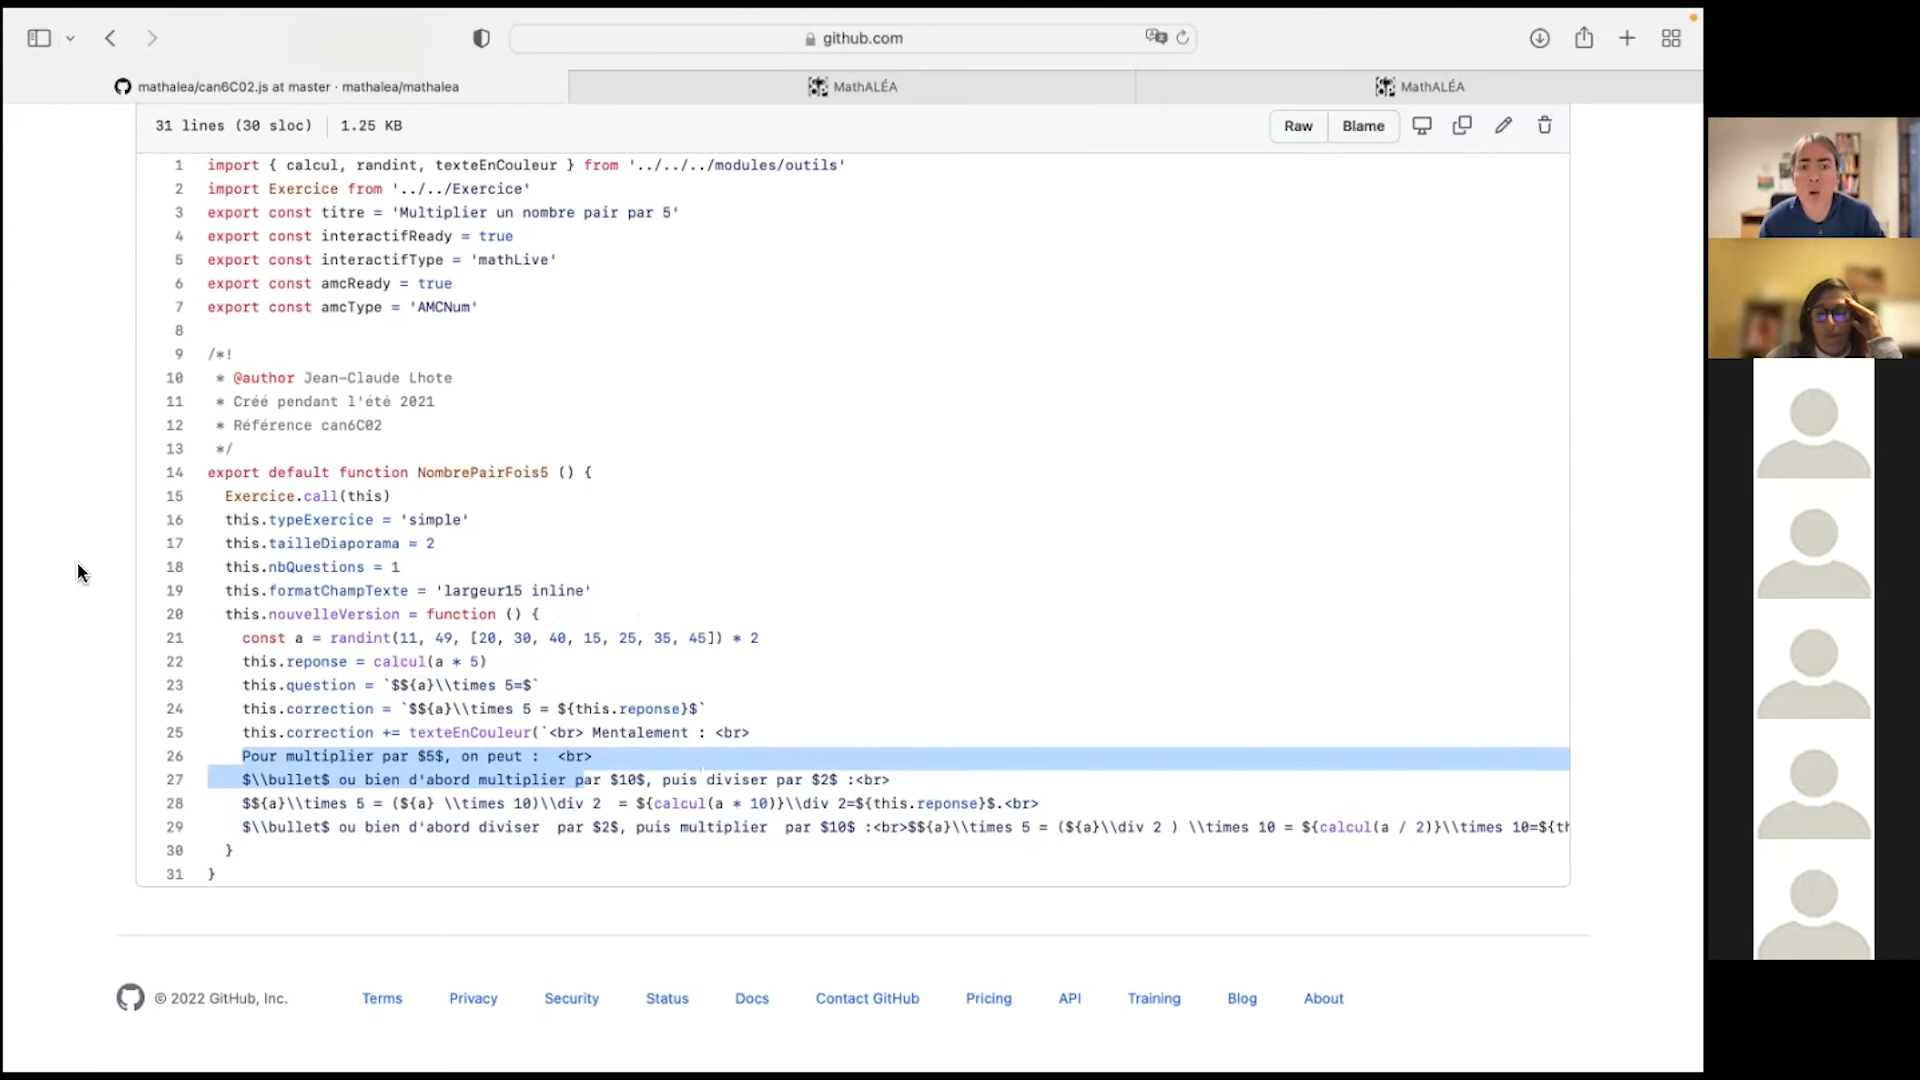 github.com
mathalea/can6C02.js at master · mathalea/mathalea
MathALÉA
MathALÉA
31 lines (30 sloc) 1.25 KB
Raw
Blame
1 import { calcul, randint, texteEnCouleur } from '../../../modules/outils'
2 import Exercice from '../../Exercice'
3 export const titre = 'Multiplier un nombre pair par 5'
4 export const interactifReady = true
5 export const interactifType = 'mathLive'
6 export const amcReady = true
7 export const amcType = 'AMCNum'
8
9 /*!
10 * @author Jean-Claude Lhote
11 * Créé pendant l'été 2021
12 * Référence can6C02
13 */
14 export default function NombrePairFois5 () {
15 Exercice.call(this)
16 this.typeExercice = 'simple'
17 this.tailleDiaporama = 2
18 this.nbQuestions = 1
19 this.formatChampTexte = 'largeur15 inline'
20 this.nouvelleVersion = function () {
21 const a = randint(11, 49, [20, 30, 40, 15, 25, 35, 45]) * 2
22 this.reponse = calcul(a * 5)
23 this.question = `$${a}\\times 5=$`
24 this.correction = `$${a}\\times 5 = ${this.reponse}$`
25 this.correction += texteEnCouleur(`<br> Mentalement : <br>
26 Pour multiplier par $5$, on peut :  <br>
27 $\\bullet$ ou bien d'abord multiplier par $10$, puis diviser par $2$ :<br>
28 $${a}\\times 5 = (${a} \\times 10)\\div 2  = ${calcul(a * 10)}\\div 2=${this.reponse}$.<br>
29 $\\bullet$ ou bien d'abord diviser  par $2$, puis multiplier  par $10$ :<br>$${a}\\times 5 = (${a}\\div 2 ) \\times 10 = ${calcul(a / 2)}\\times 10=${th
30 }
31 }
© 2022 GitHub, Inc.
Terms
Privacy
Security
Status
Docs
Contact GitHub
Pricing
API
Training
Blog
About